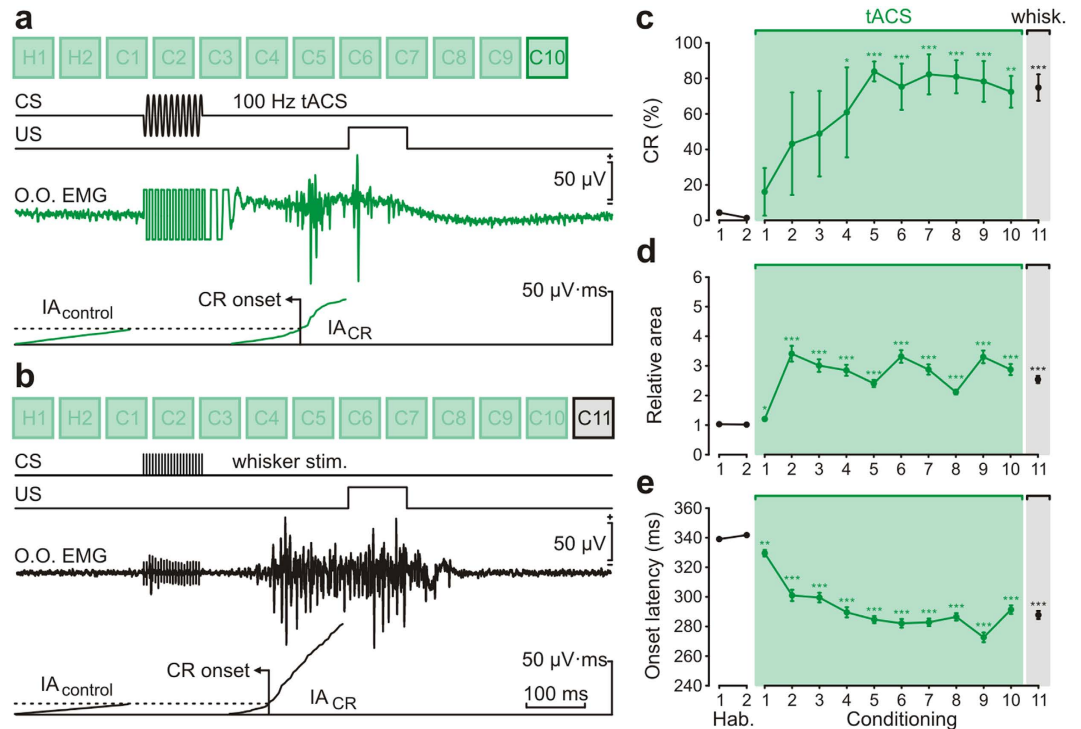 a
H1 H2 C1 C2 C3 C4 C5 C6 C7 C8 C9 C10
CS
100 Hz tACS
US
O.O. EMG
+
50 µV
-
50 µV·ms
CR onset
IAcontrol
IACR
b
H1 H2 C1 C2 C3 C4 C5 C6 C7 C8 C9 C10 C11
CS
whisker stim.
US
O.O. EMG
+
50 µV
-
CR onset
50 µV·ms
IAcontrol
IACR
100 ms
c
tACS
whisk.
CR (%)
100
80
60
40
20
0
* *** *** *** *** *** ** ***
1 2 1 2 3 4 5 6 7 8 9 10 11
d
Relative area
6
5
4
3
2
1
0
* *** *** *** *** *** *** *** *** *** ***
1 2 1 2 3 4 5 6 7 8 9 10 11
e
tACS
Onset latency (ms)
360
340
320
300
280
260
240
** *** *** *** *** *** *** *** *** *** ***
1 2 1 2 3 4 5 6 7 8 9 10 11
Hab. Conditioning